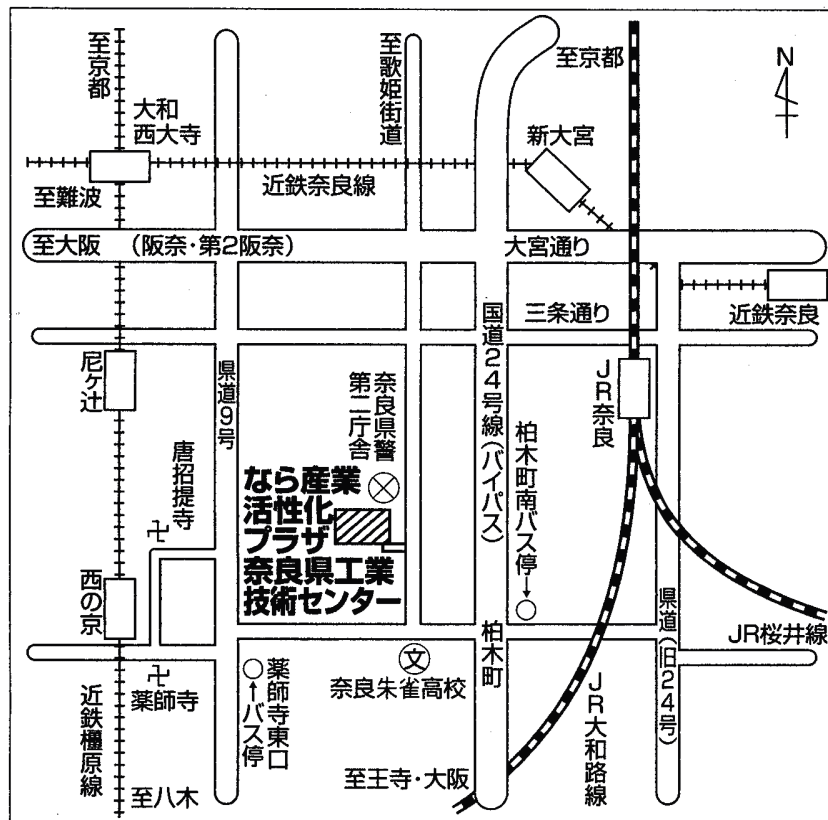 至京都
至歌姫街道
至京都
N
大和
西大寺
新大宮
近鉄奈良線
至難波
至大阪 (阪奈・第2阪奈)
大宮通り
三条通り
近鉄奈良
国道24号線(バイパス)
尼ヶ辻
県道9号
奈良県警
第二庁舎
JR奈良
柏木町南バス停→
唐招提寺
なら産業
活性化
プラザ
奈良県工業
技術センター
西の京
柏木町
県道(旧24号)
JR桜井線
文
奈良朱雀高校
薬師寺
薬師寺東口
←バス停
JR大和路線
近鉄橿原線
至八木
至王寺・大阪